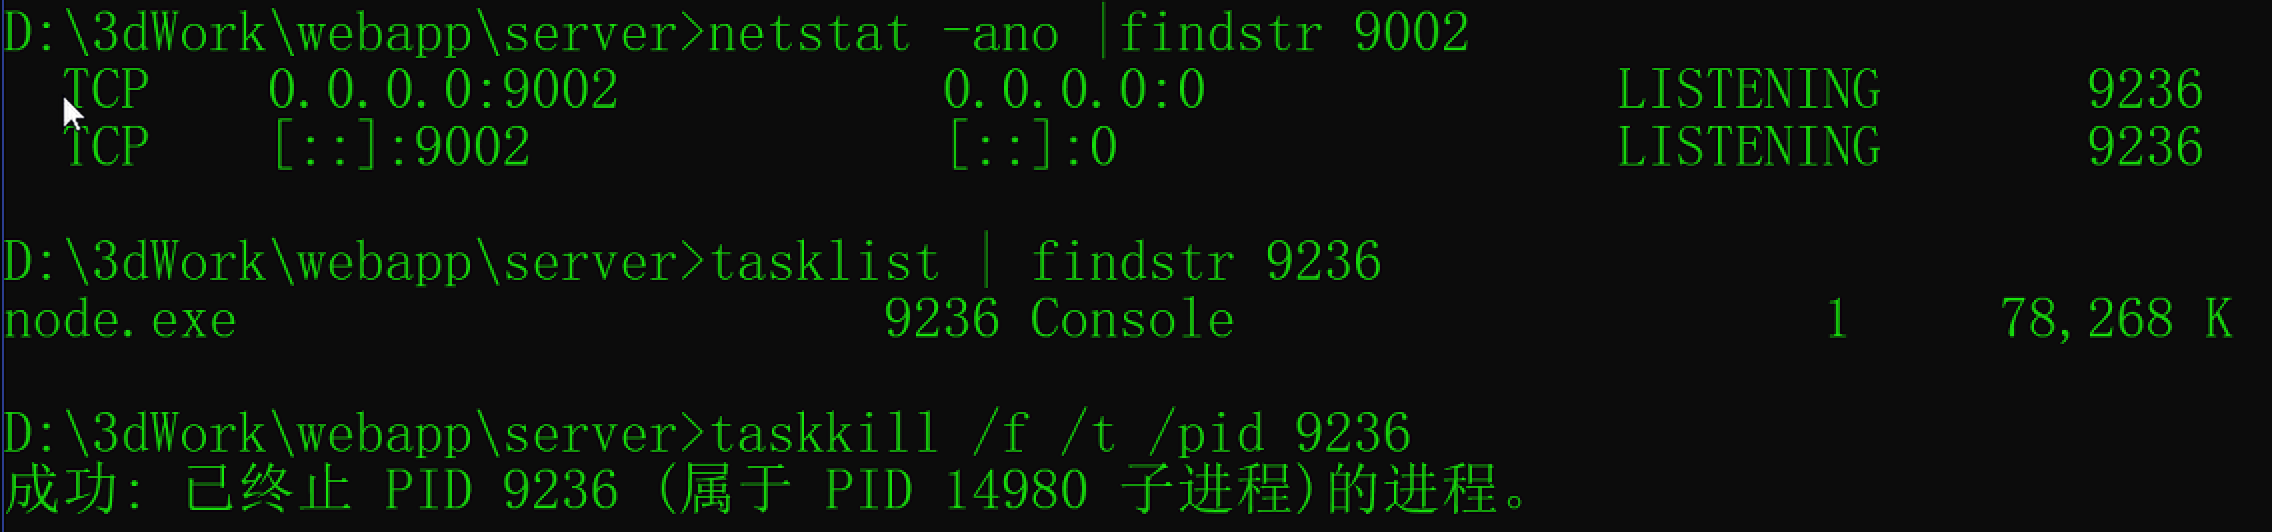 D:\3dWork\webapp\server>netstat -ano |findstr 9002
TCP 0.0.0.0:9002 0.0.0.0:0 LISTENING 9236
TCP [::]:9002 [::]:0 LISTENING 9236
D:\3dWork\webapp\server>tasklist | findstr 9236
node.exe 9236 Console 1 78,268 K
D:\3dWork\webapp\server>taskkill /f /t /pid 9236
成功: 已终止 PID 9236 (属于 PID 14980 子进程)的进程。